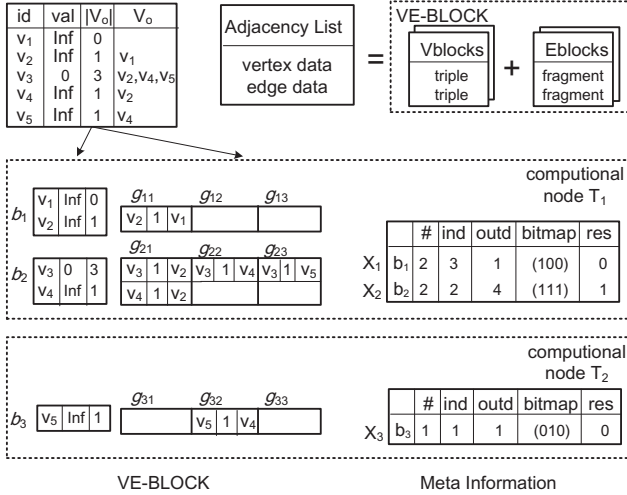 id val |Vo| Vo
v1 Inf 0
v2 Inf 1 v1
v3 0 3 v2,v4,v5
v4 Inf 1 v2
v5 Inf 1 v4
Adjacency List
vertex data
edge data
=
VE-BLOCK
Vblocks
triple
triple
+
Eblocks
fragment
fragment
computional
node T1
b1
v1 Inf 0
v2 Inf 1
g11 g12 g13
v2 1 v1
b2
v3 0 3
v4 Inf 1
g21 g22 g23
v3 1 v2 v3 1 v4 v3 1 v5
v4 1 v2
# ind outd bitmap res
X1 b1 2 3 1 (100) 0
X2 b2 2 2 4 (111) 1
computional
node T2
b3
v5 Inf 1
g31 g32 g33
v5 1 v4
# ind outd bitmap res
X3 b3 1 1 1 (010) 0
VE-BLOCK
Meta Information